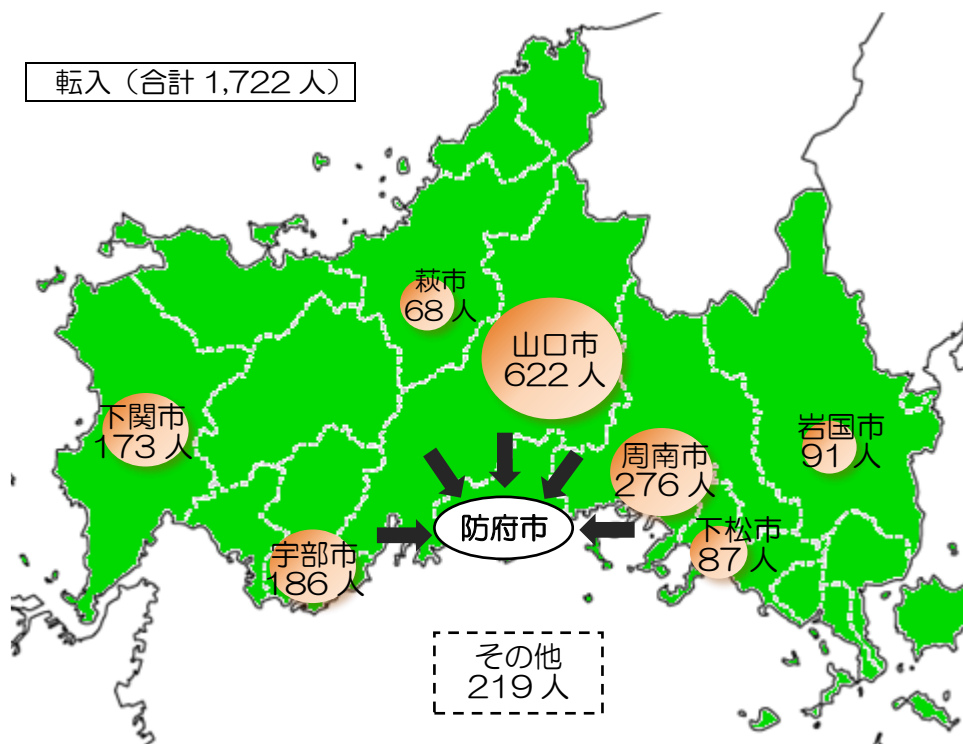 転入（合計 1,722 人）
萩市
68 人
山口市
622 人
下関市
173 人
岩国市
91 人
周南市
276 人
防府市
下松市
87 人
宇部市
186 人
その他
219 人